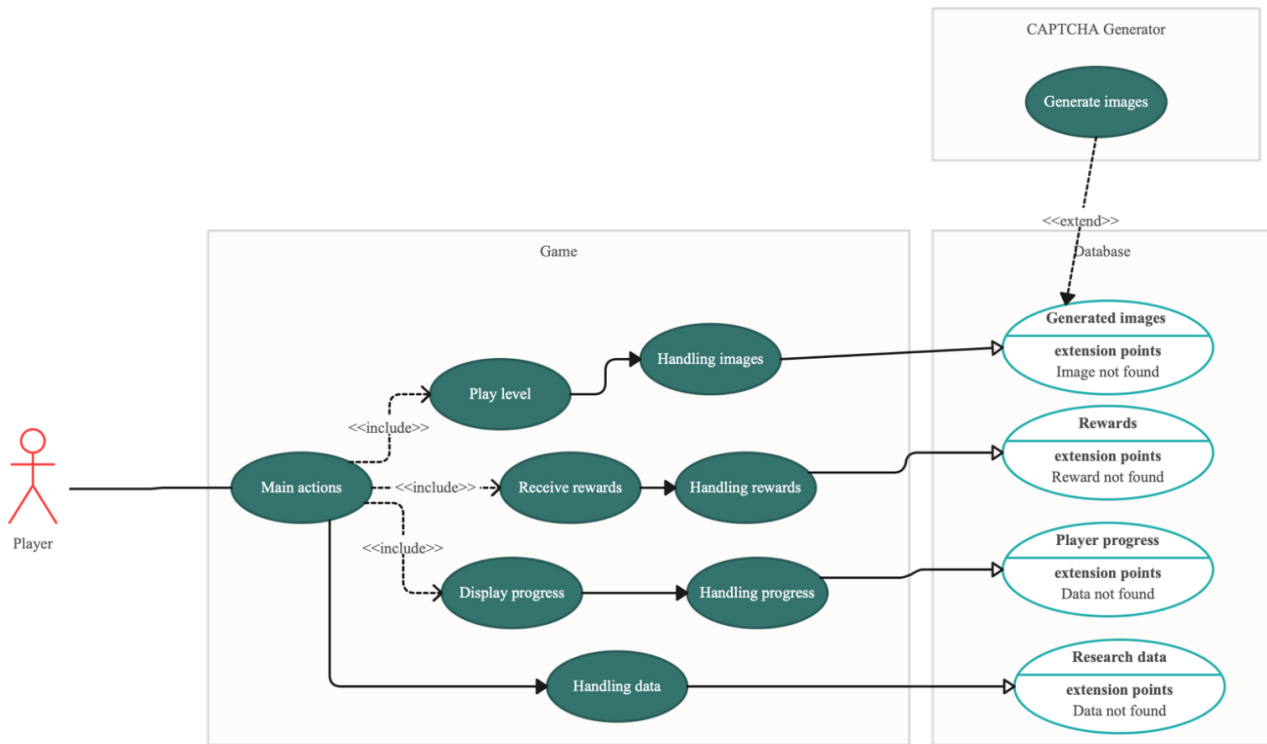 CAPTCHA Generator
Generate images
<<extend>>
Game
Database
Generated images
extension points
Image not found
Handling images
Play level
<<include>>
Rewards
extension points
Reward not found
Main actions
<<include>>
Receive rewards
Handling rewards
Player
<<include>>
Player progress
extension points
Data not found
Display progress
Handling progress
Research data
extension points
Data not found
Handling data